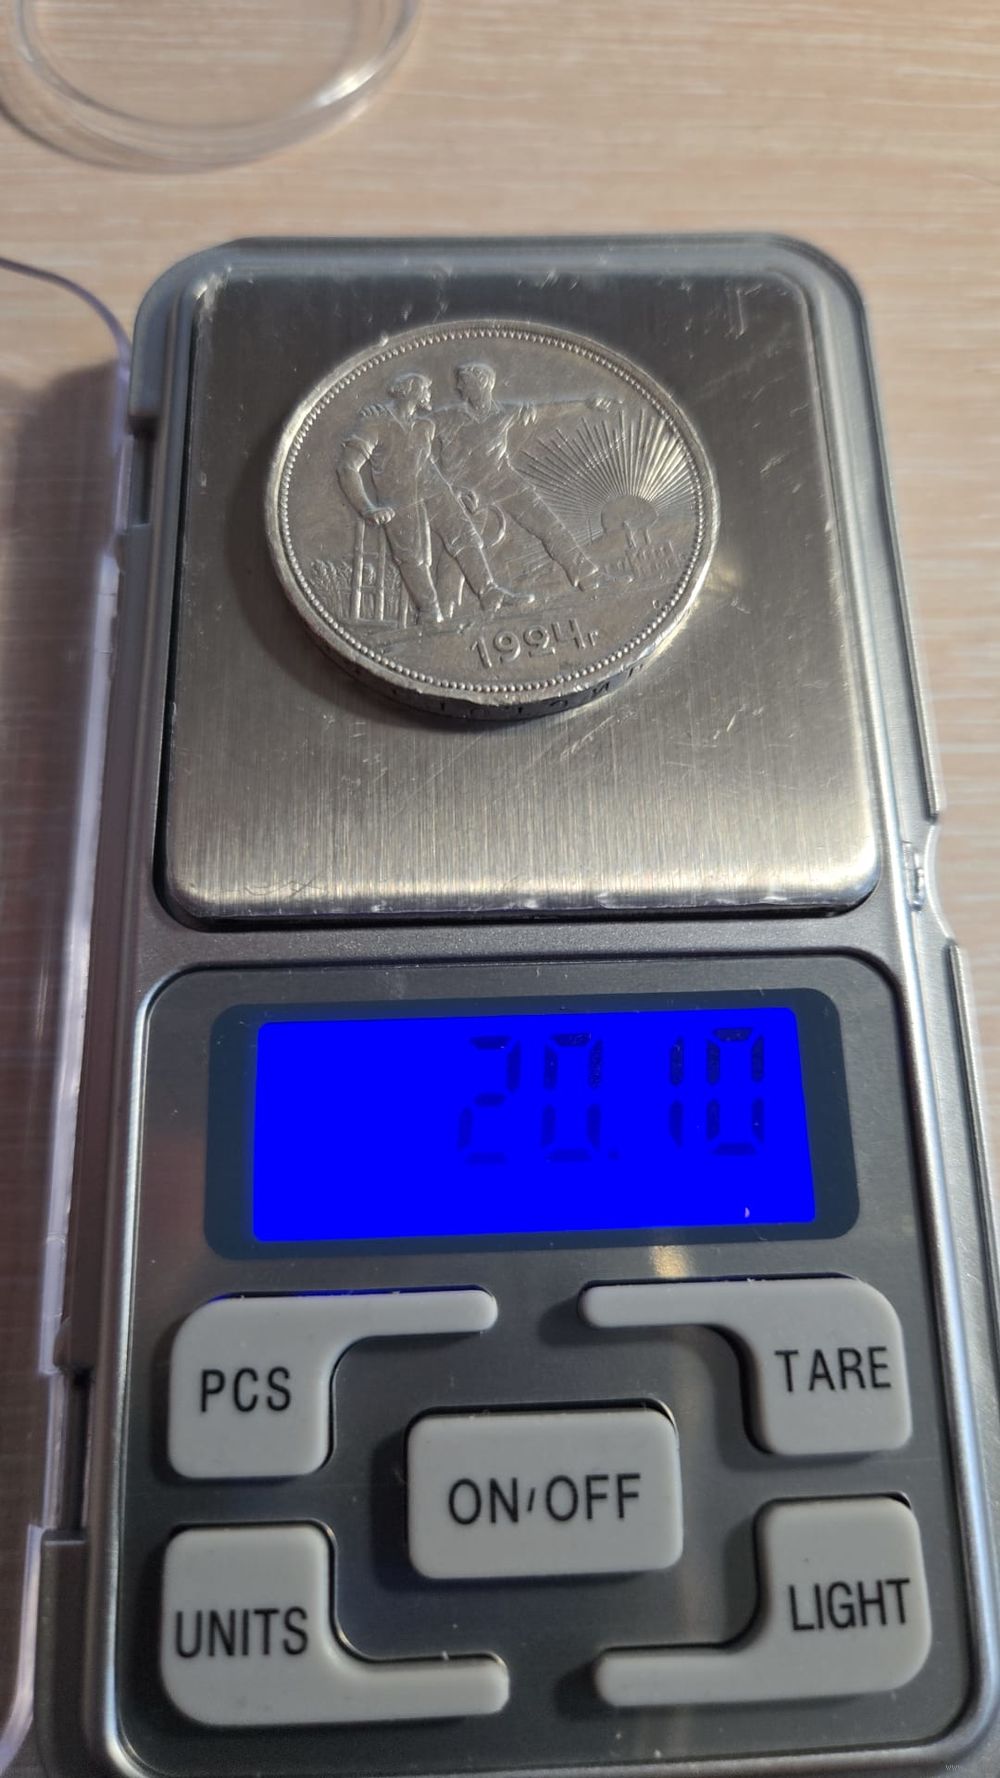 1924г.
20.10
PCS
TARE
ON/OFF
UNITS
LIGHT